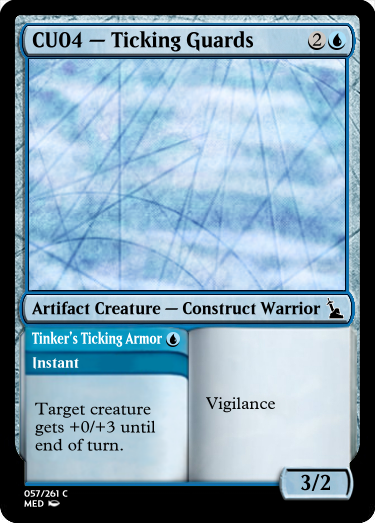 CU04 — Ticking Guards 2
Artifact Creature — Construct Warrior
Tinker's Ticking Armor
Instant
Target creature
gets +0/+3 until
end of turn.
Vigilance
3/2
057/261 C
MED